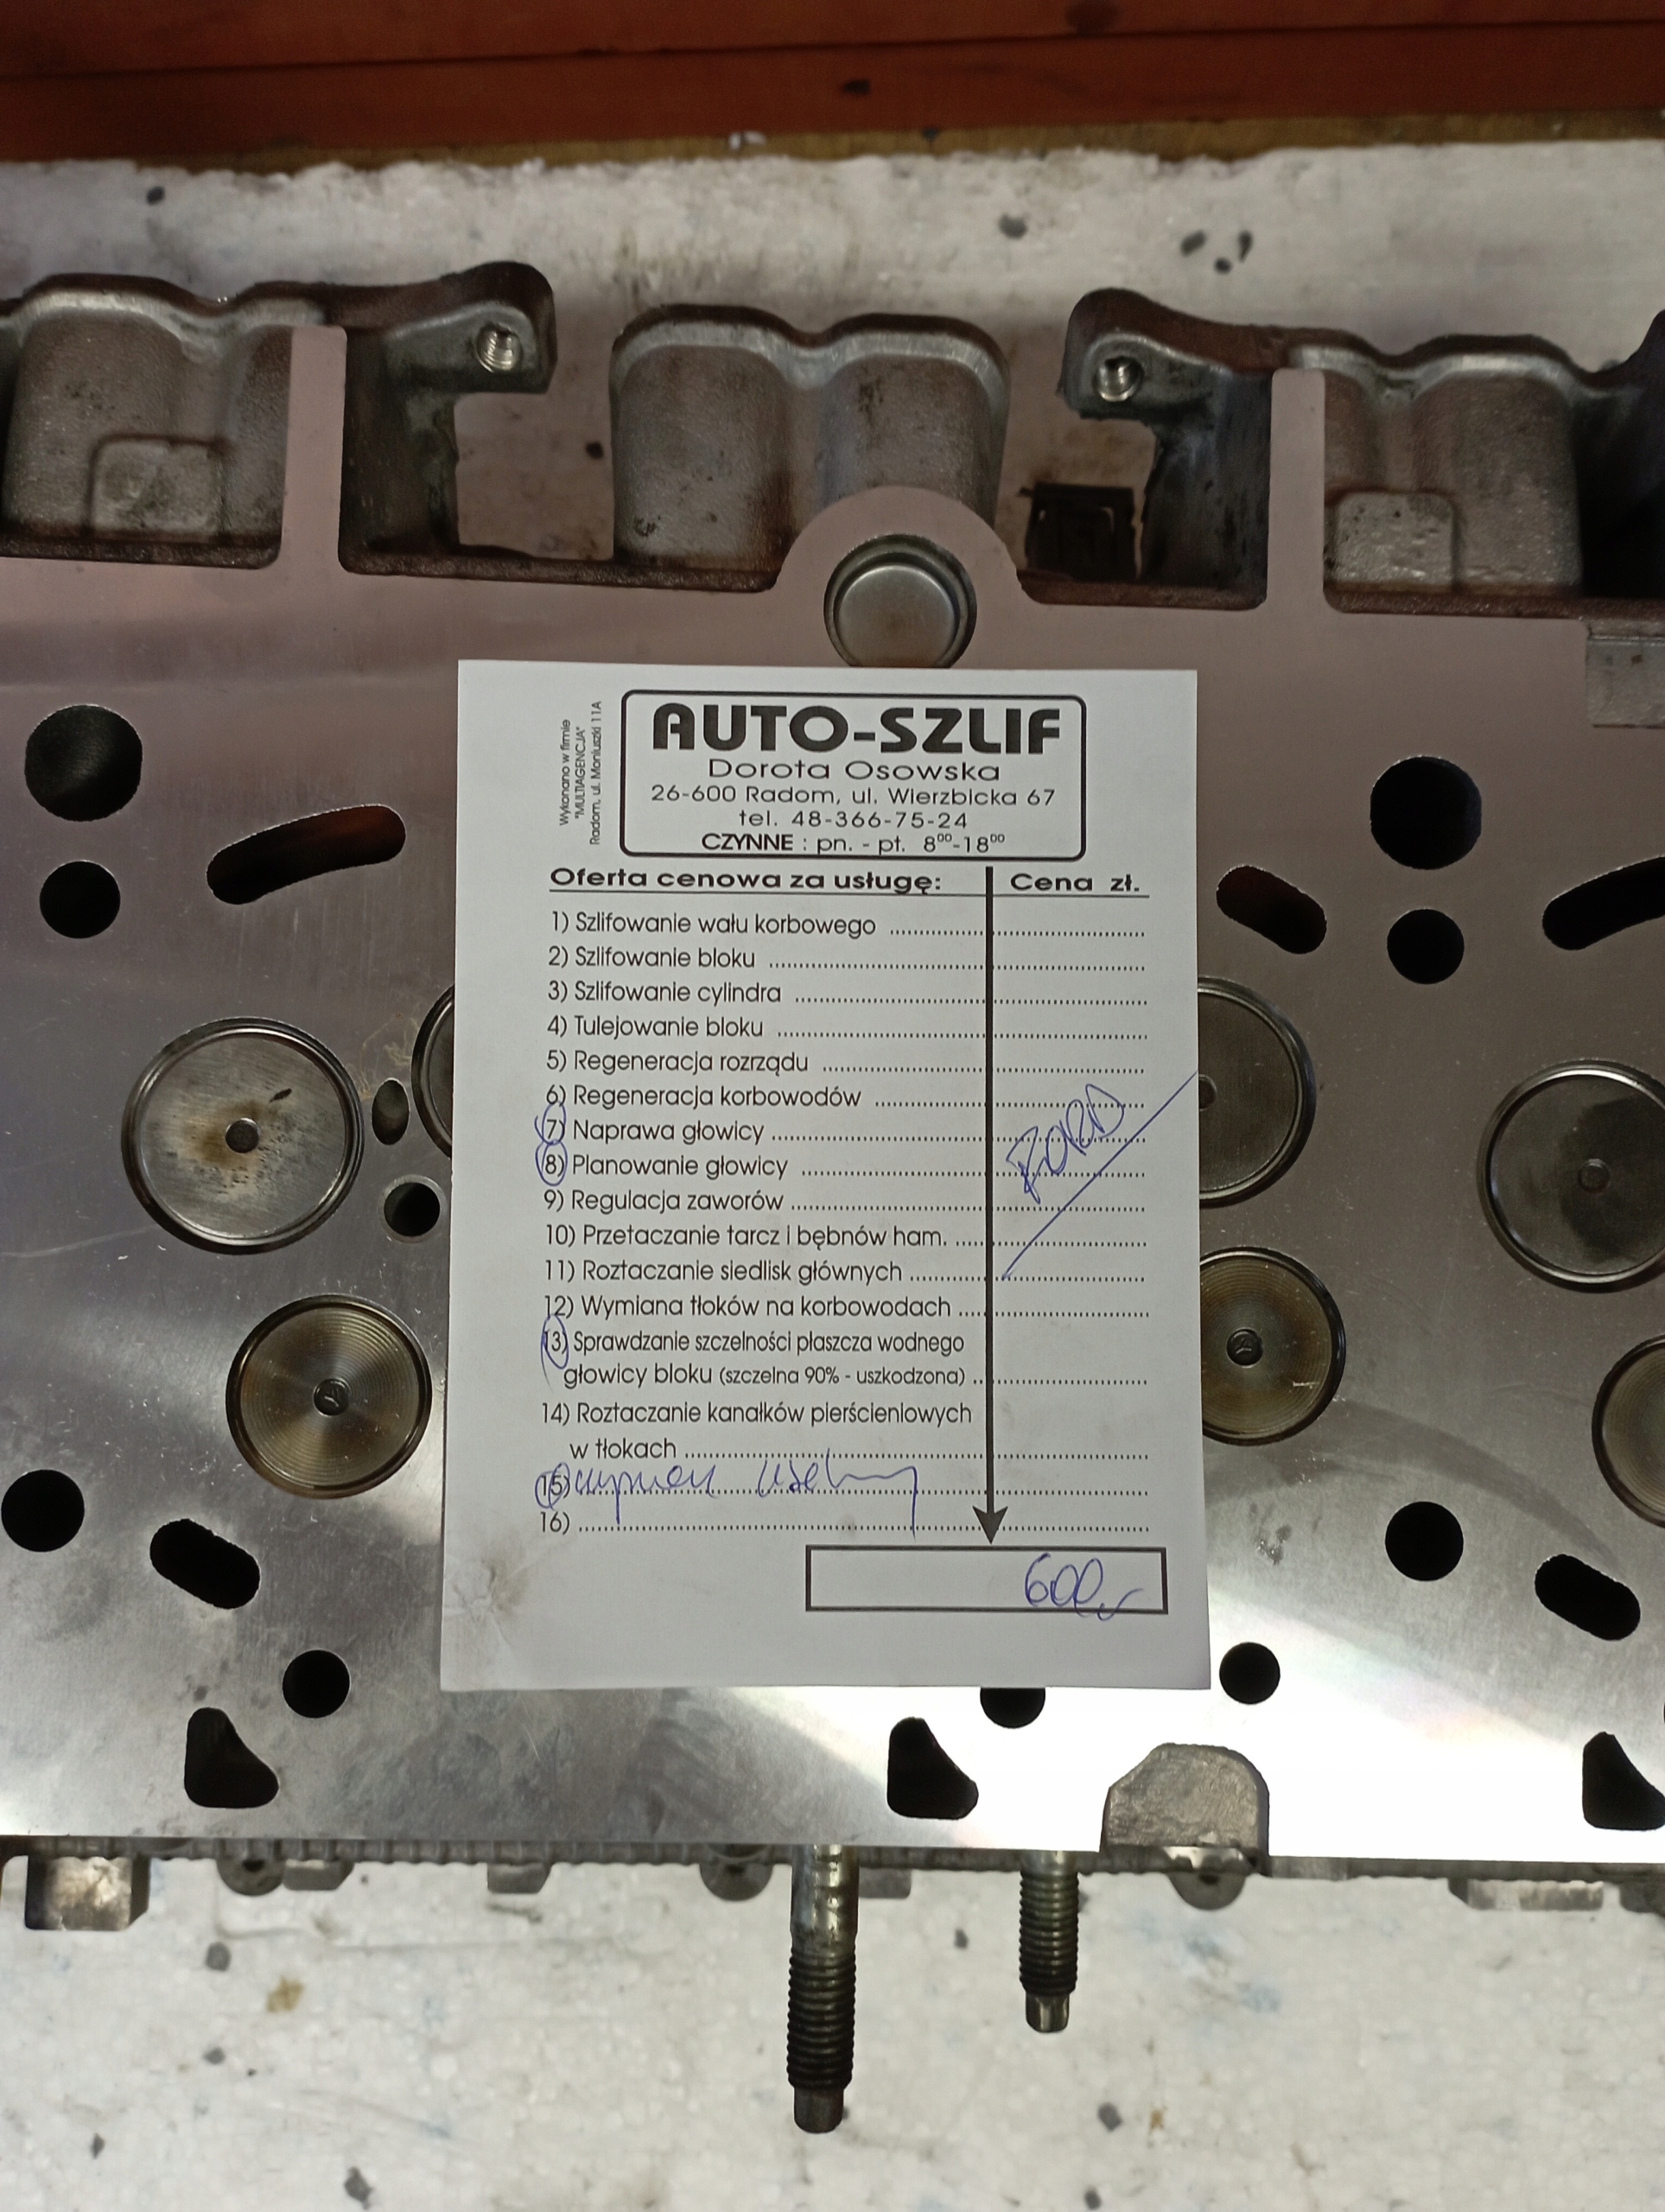 Wykonano w firmie
"MULTIAGENCJA"
Radom, ul. Moniuszki 11A
AUTO-SZLIF
Dorota Osowska
26-600 Radom, ul. Wierzbicka 67
tel. 48-366-75-24
CZYNNE : pn. - pt. 8⁰⁰-18⁰⁰
Oferta cenowa za usługę: Cena zł.
1) Szlifowanie wału korbowego
2) Szlifowanie bloku
3) Szlifowanie cylindra
4) Tulejowanie bloku
5) Regeneracja rozrządu
6) Regeneracja korbowodów
7) Naprawa głowicy
8) Planowanie głowicy
FORD
9) Regulacja zaworów
10) Przetaczanie tarcz i bębnów ham.
11) Roztaczanie siedlisk głównych
12) Wymiana tłoków na korbowodach
13) Sprawdzanie szczelności płaszcza wodnego
głowicy bloku (szczelna 90% - uszkodzona)
14) Roztaczanie kanałków pierścieniowych
w tłokach
15)
16)
600,-